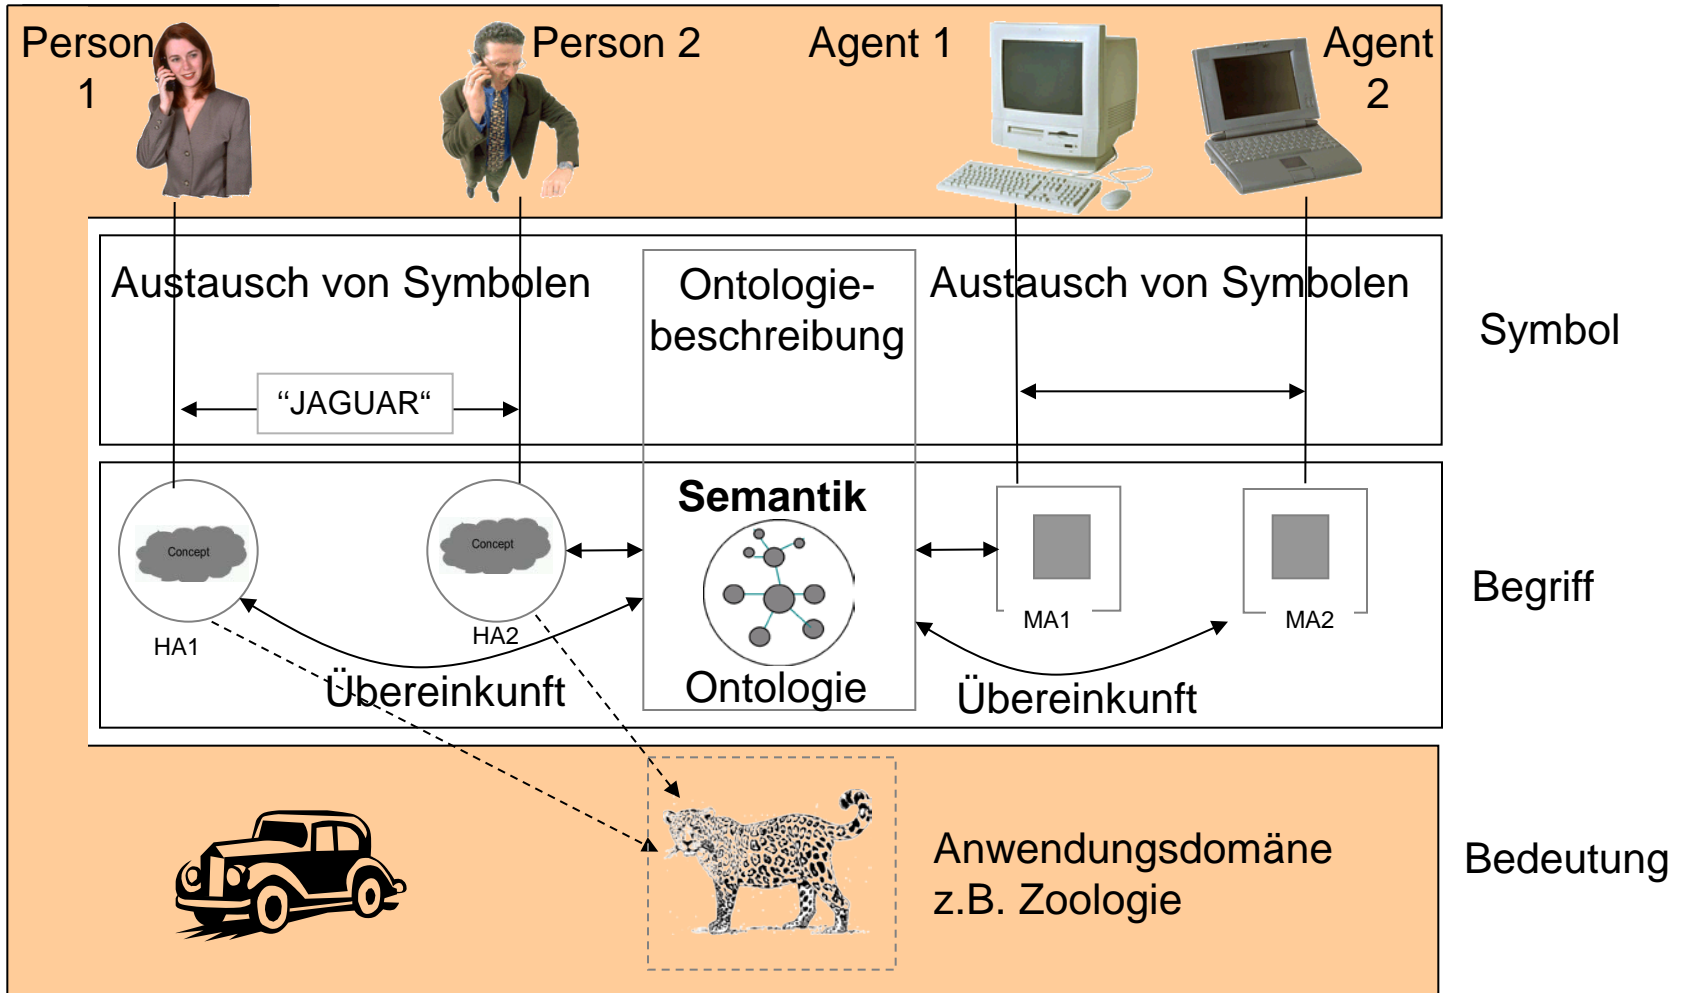 Person
1
Person 2
Agent 1
Agent
2
Austausch von Symbolen
Ontologie-
beschreibung
Austausch von Symbolen
Symbol
“JAGUAR“
Semantik
Concept
Concept
Begriff
HA1
HA2
MA1
MA2
Übereinkunft
Ontologie
Übereinkunft
Anwendungsdomäne
z.B. Zoologie
Bedeutung